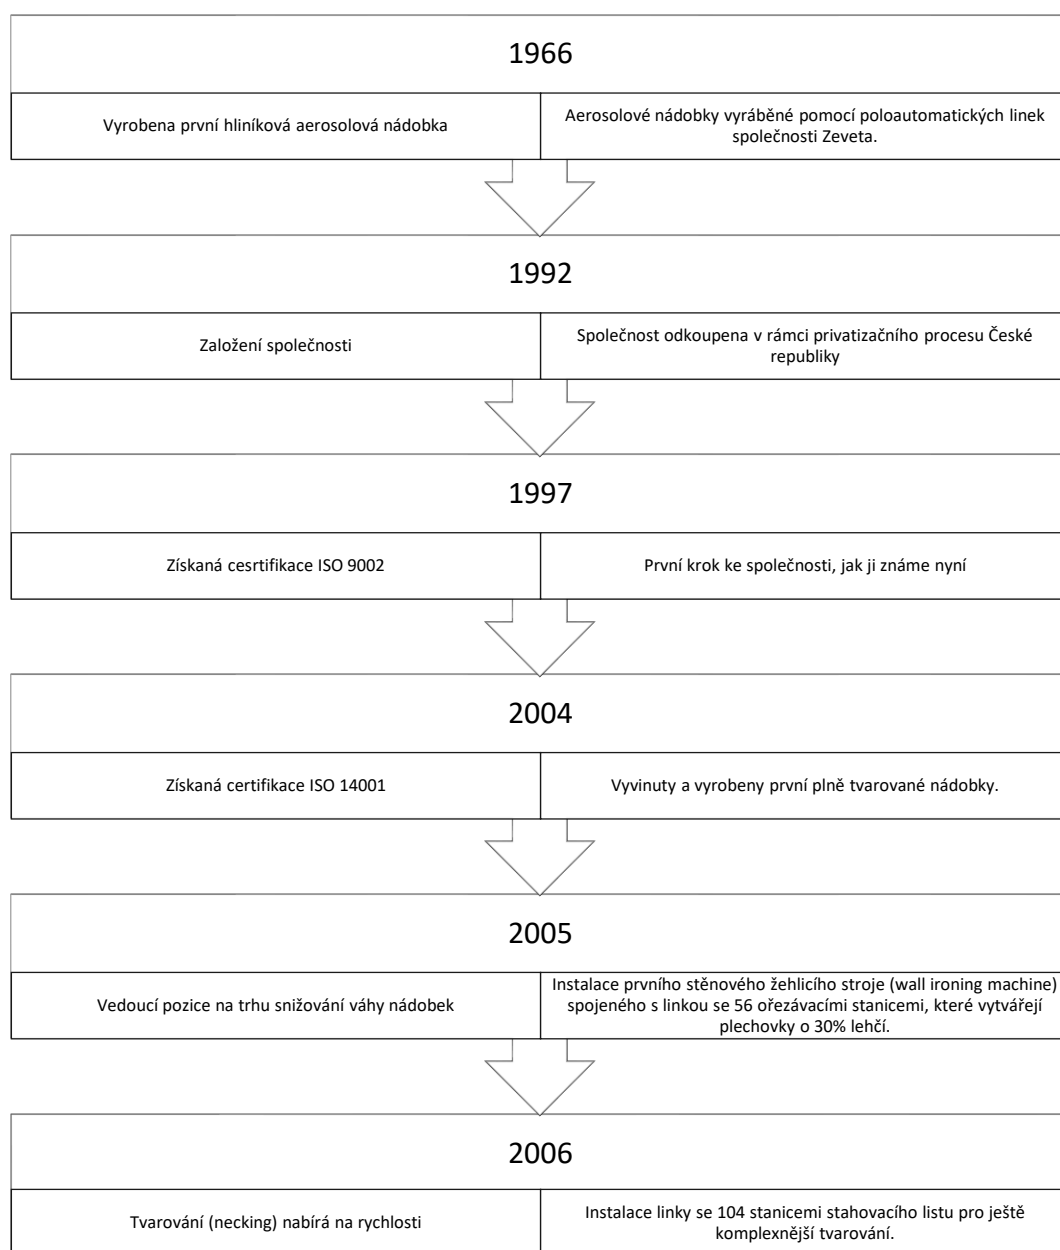 1966
Vyrobena první hliníková aerosolová nádobka
Aerosolové nádobky vyráběné pomocí poloautomatických linek
společnosti Zeveta.
1992
Založení společnosti
Společnost odkoupena v rámci privatizačního procesu České
republiky
1997
Získaná cesrtifikace ISO 9002
První krok ke společnosti, jak ji známe nyní
2004
Získaná certifikace ISO 14001
Vyvinuty a vyrobeny první plně tvarované nádobky.
2005
Vedoucí pozice na trhu snižování váhy nádobek
Instalace prvního stěnového žehlicího stroje (wall ironing machine)
spojeného s linkou se 56 ořezávacími stanicemi, které vytvářejí
plechovky o 30% lehčí.
2006
Tvarování (necking) nabírá na rychlosti
Instalace linky se 104 stanicemi stahovacího listu pro ještě
komplexnější tvarování.